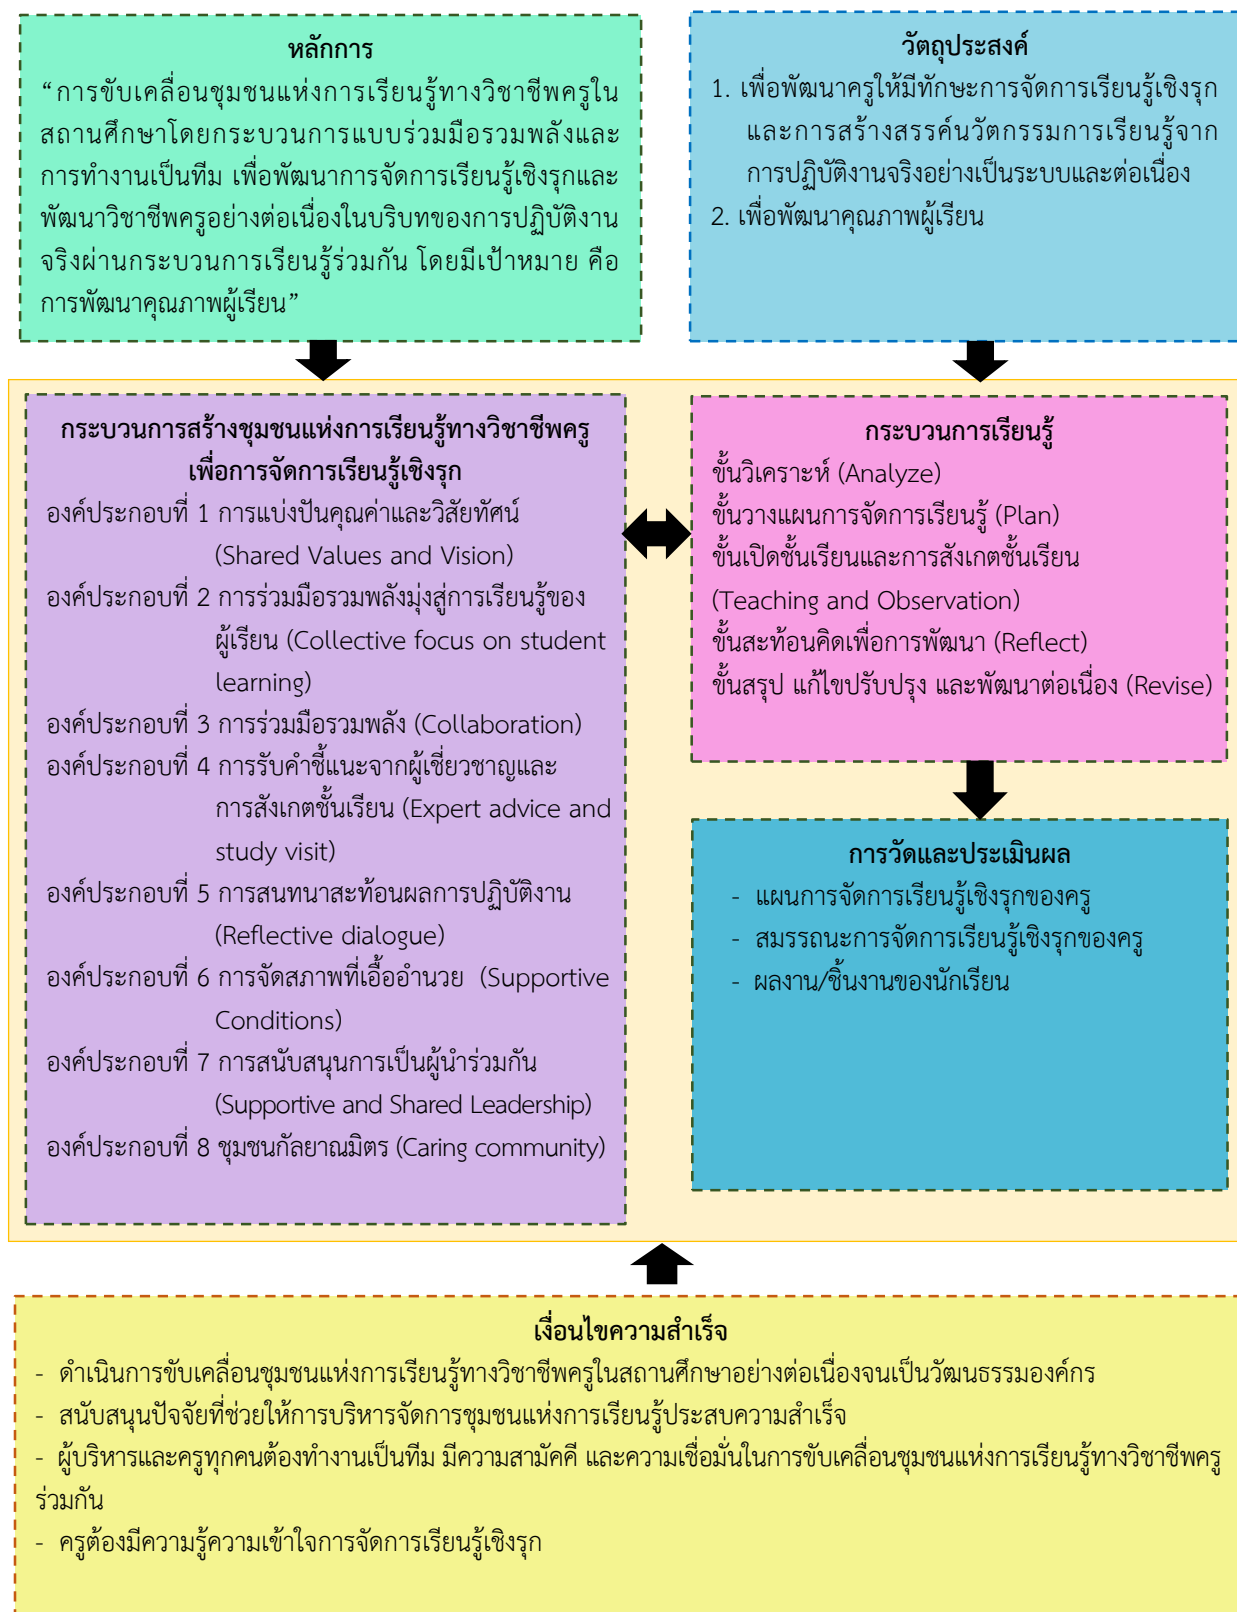 หลักการ
“การขับเคลื่อนชุมชนแห่งการเรียนรู้ทางวิชาชีพครูใน
สถานศึกษาโดยกระบวนการแบบร่วมมือรวมพลังและ
การทำงานเป็นทีม เพื่อพัฒนาการจัดการเรียนรู้เชิงรุกและ
พัฒนาวิชาชีพครูอย่างต่อเนื่องในบริบทของการปฏิบัติงาน
จริงผ่านกระบวนการเรียนรู้ร่วมกัน โดยมีเป้าหมาย คือ
การพัฒนาคุณภาพผู้เรียน”
วัตถุประสงค์
1. เพื่อพัฒนาครูให้มีทักษะการจัดการเรียนรู้เชิงรุก
และการสร้างสรรค์นวัตกรรมการเรียนรู้จาก
การปฏิบัติงานจริงอย่างเป็นระบบและต่อเนื่อง
2. เพื่อพัฒนาคุณภาพผู้เรียน
กระบวนการสร้างชุมชนแห่งการเรียนรู้ทางวิชาชีพครู
เพื่อการจัดการเรียนรู้เชิงรุก
องค์ประกอบที่ 1 การแบ่งปันคุณค่าและวิสัยทัศน์
(Shared Values and Vision)
องค์ประกอบที่ 2 การร่วมมือรวมพลังมุ่งสู่การเรียนรู้ของ
ผู้เรียน (Collective focus on student
learning)
องค์ประกอบที่ 3 การร่วมมือรวมพลัง (Collaboration)
องค์ประกอบที่ 4 การรับคำชี้แนะจากผู้เชี่ยวชาญและ
การสังเกตชั้นเรียน (Expert advice and
study visit)
องค์ประกอบที่ 5 การสนทนาสะท้อนผลการปฏิบัติงาน
(Reflective dialogue)
องค์ประกอบที่ 6 การจัดสภาพที่เอื้ออำนวย (Supportive
Conditions)
องค์ประกอบที่ 7 การสนับสนุนการเป็นผู้นำร่วมกัน
(Supportive and Shared Leadership)
องค์ประกอบที่ 8 ชุมชนกัลยาณมิตร (Caring community)
กระบวนการเรียนรู้
ขั้นวิเคราะห์ (Analyze)
ขั้นวางแผนการจัดการเรียนรู้ (Plan)
ขั้นเปิดชั้นเรียนและการสังเกตชั้นเรียน
(Teaching and Observation)
ขั้นสะท้อนคิดเพื่อการพัฒนา (Reflect)
ขั้นสรุป แก้ไขปรับปรุง และพัฒนาต่อเนื่อง (Revise)
การวัดและประเมินผล
- แผนการจัดการเรียนรู้เชิงรุกของครู
- สมรรถนะการจัดการเรียนรู้เชิงรุกของครู
- ผลงาน/ชิ้นงานของนักเรียน
เงื่อนไขความสำเร็จ
- ดำเนินการขับเคลื่อนชุมชนแห่งการเรียนรู้ทางวิชาชีพครูในสถานศึกษาอย่างต่อเนื่องจนเป็นวัฒนธรรมองค์กร
- สนับสนุนปัจจัยที่ช่วยให้การบริหารจัดการชุมชนแห่งการเรียนรู้ประสบความสำเร็จ
- ผู้บริหารและครูทุกคนต้องทำงานเป็นทีม มีความสามัคคี และความเชื่อมั่นในการขับเคลื่อนชุมชนแห่งการเรียนรู้ทางวิชาชีพครู
ร่วมกัน
- ครูต้องมีความรู้ความเข้าใจการจัดการเรียนรู้เชิงรุก